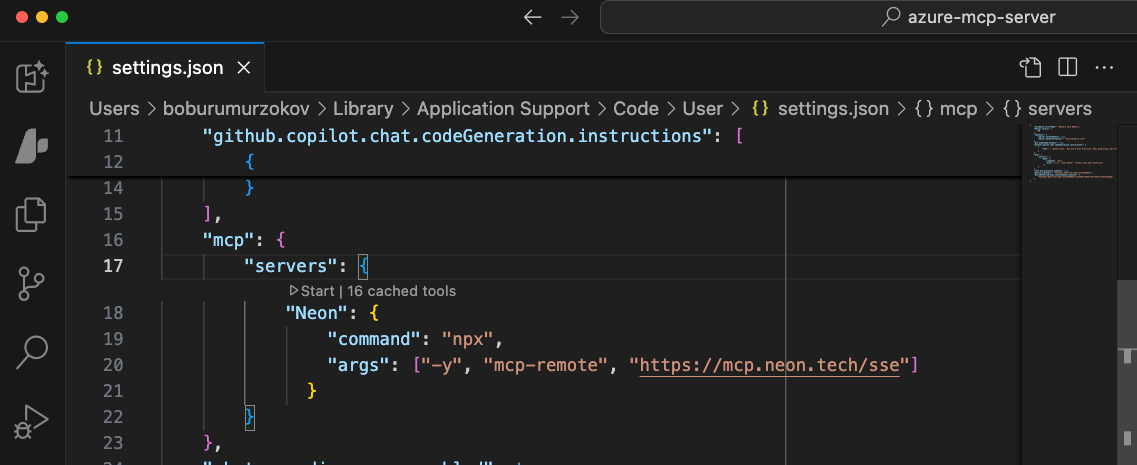 azure-mcp-server
{} settings.json
Users > boburumurzokov > Library > Application Support > Code > User > {} settings.json > {} mcp > {} servers
11 "github.copilot.chat.codeGeneration.instructions": [
12 {
14 }
15 ],
16 "mcp": {
17 "servers": {
Start | 16 cached tools
18 "Neon": {
19 "command": "npx",
20 "args": ["-y", "mcp-remote", "https://mcp.neon.tech/sse"]
21 }
22 }
23 },